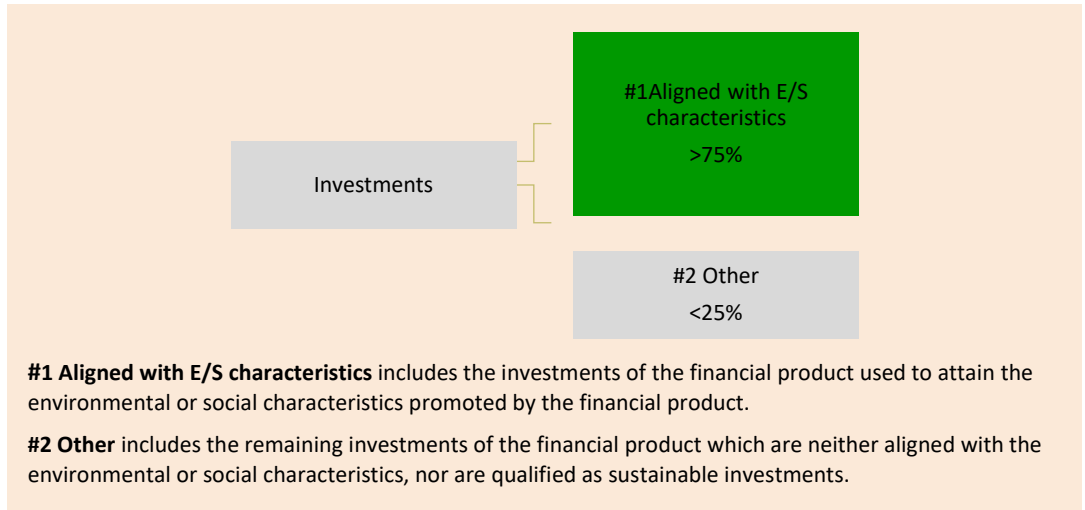 #1Aligned with E/S
characteristics
>75%
Investments
#2 Other
<25%
#1 Aligned with E/S characteristics includes the investments of the financial product used to attain the
environmental or social characteristics promoted by the financial product.
#2 Other includes the remaining investments of the financial product which are neither aligned with the
environmental or social characteristics, nor are qualified as sustainable investments.